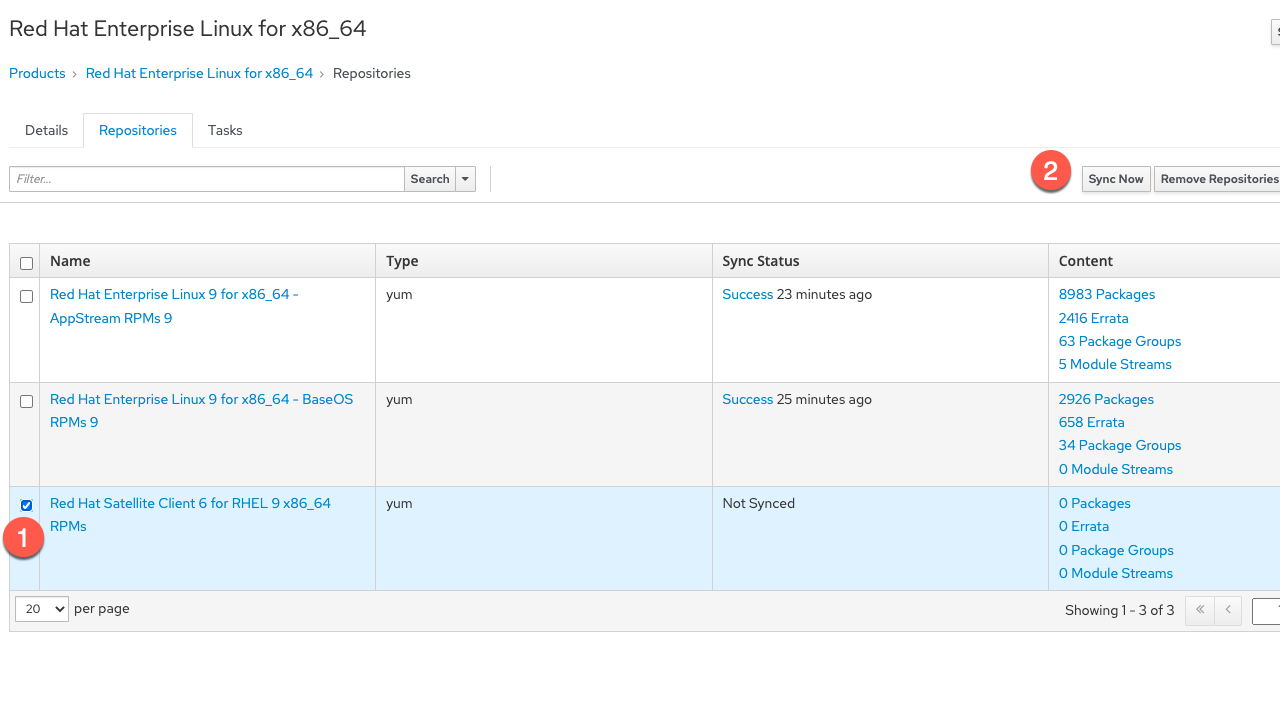 Red Hat Enterprise Linux for x86_64
Products › Red Hat Enterprise Linux for x86_64 › Repositories
Details Repositories Tasks
Filter... Search 2 Sync Now Remove Repositories
Name Type Sync Status Content
Red Hat Enterprise Linux 9 for x86_64 - yum Success 23 minutes ago 8983 Packages
AppStream RPMs 9 2416 Errata
63 Package Groups
5 Module Streams
Red Hat Enterprise Linux 9 for x86_64 - BaseOS yum Success 25 minutes ago 2926 Packages
RPMs 9 658 Errata
34 Package Groups
0 Module Streams
Red Hat Satellite Client 6 for RHEL 9 x86_64 yum Not Synced 0 Packages
RPMs 0 Errata
1 0 Package Groups
0 Module Streams
20 per page Showing 1 - 3 of 3 « ‹